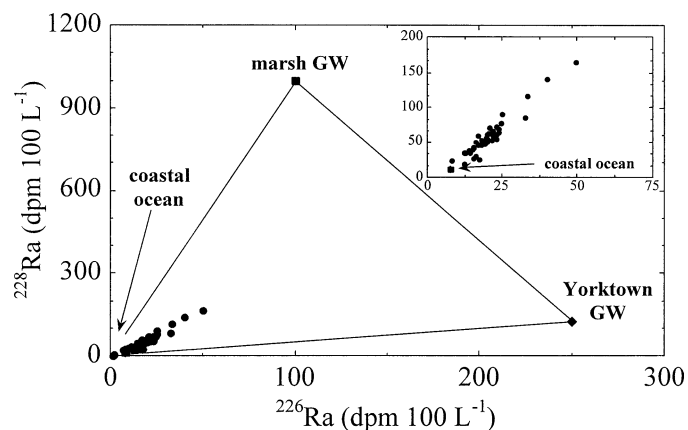 1200
900
600
300
0
0
100
200
300
²²⁸Ra (dpm 100 L⁻¹)
²²⁶Ra (dpm 100 L⁻¹)
marsh GW
coastal
ocean
Yorktown
GW
200
150
100
50
0
0
25
50
75
coastal ocean